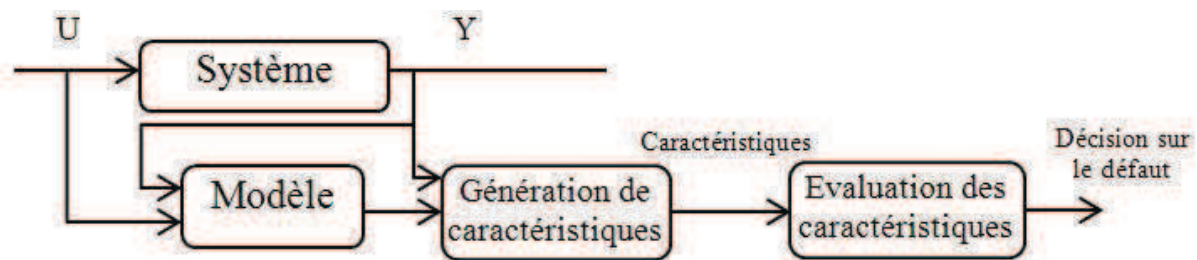 U
Y
Système
Caractéristiques
Décision sur
le défaut
Modèle
Génération de
caractéristiques
Evaluation des
caractéristiques